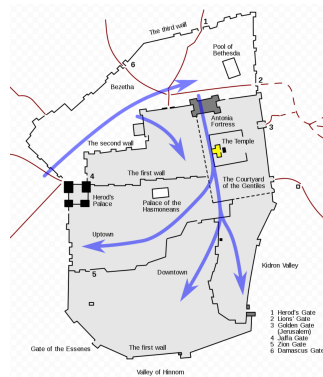 The third wall
1
Pool of
Bethesda
6
Bezetha
2
Antonia
Fortress
3
The Temple
The second wall
The Courtyard
of the Gentiles
The first wall
4
Herod's
Palace
Palace of the
Hasmoneans
Uptown
Kidron Valley
Downtown
5
1 Herod's Gate
2 Lions' Gate
3 Golden Gate
(Jerusalem)
4 Jaffa Gate
5 Zion Gate
6 Damascus Gate
The first wall
Gate of the Essenes
Valley of Hinnom